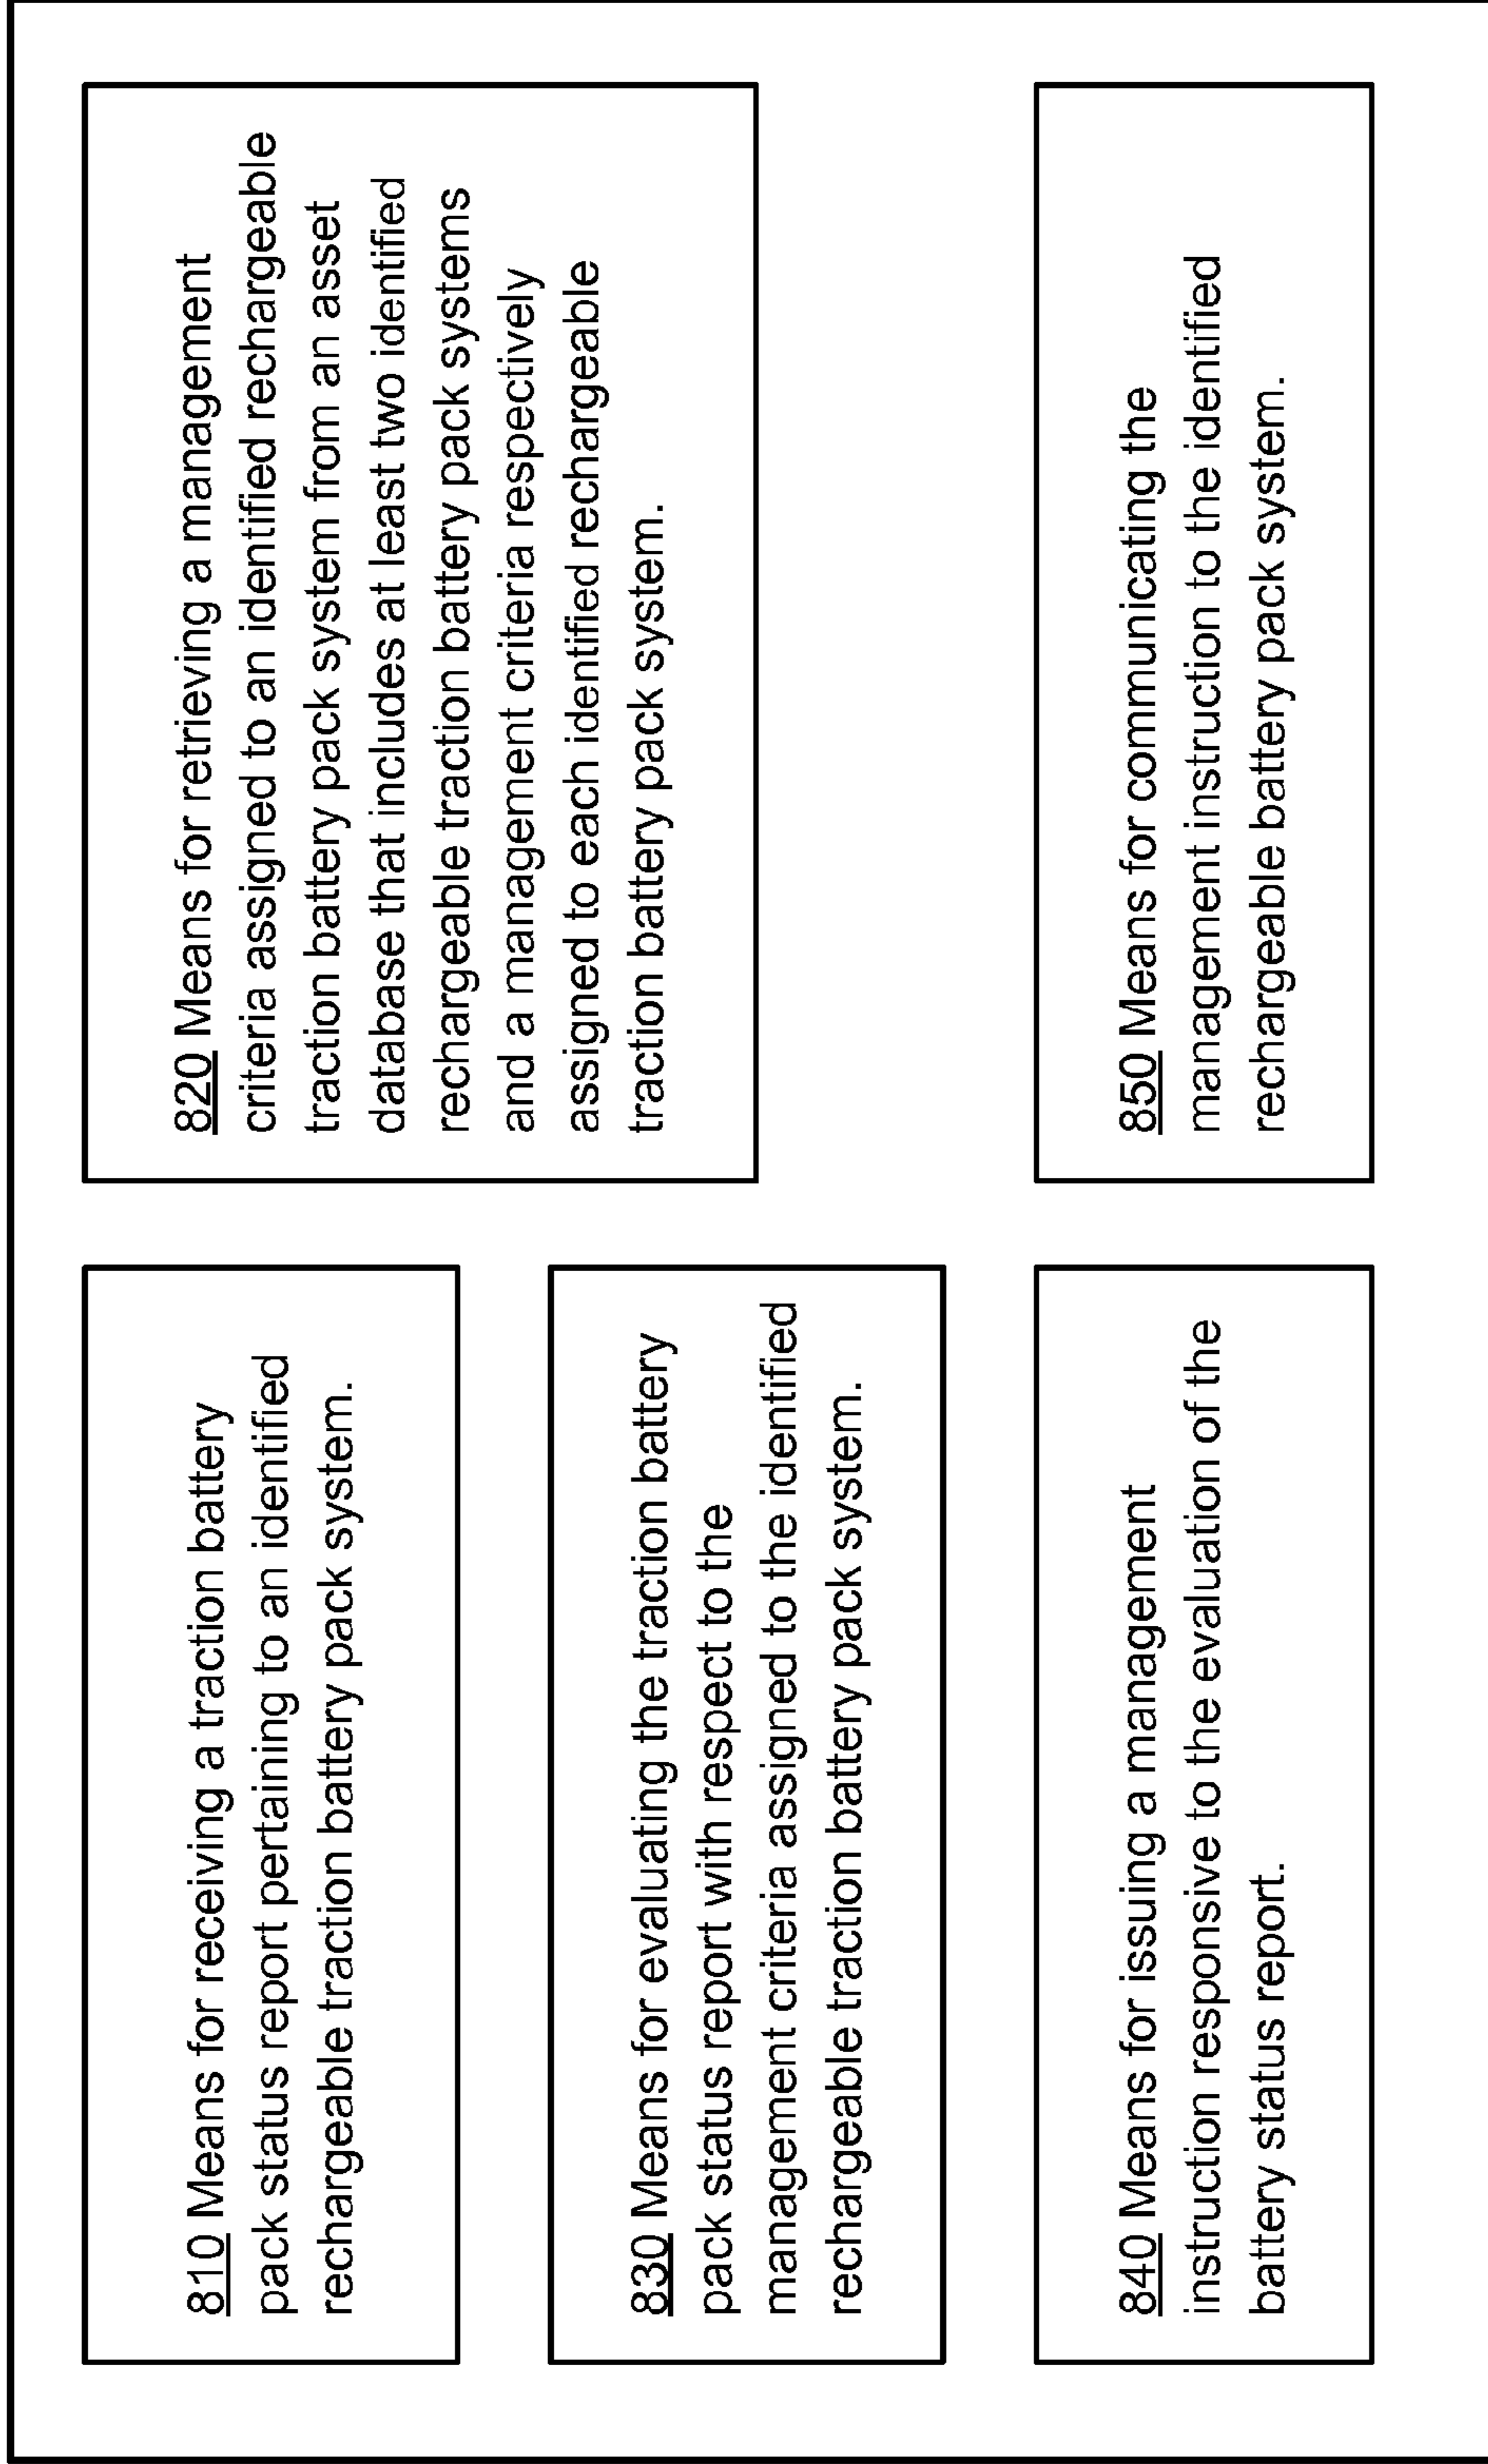 810 Means for receiving a traction battery
pack status report pertaining to an identified
rechargeable traction battery pack system.
820 Means for retrieving a management
criteria assigned to an identified rechargeable
traction battery pack system from an asset
database that includes at least two identified
rechargeable traction battery pack systems
and a management criteria respectively
assigned to each identified rechargeable
traction battery pack system.
830 Means for evaluating the traction battery
pack status report with respect to the
management criteria assigned to the identified
rechargeable traction battery pack system.
840 Means for issuing a management
instruction responsive to the evaluation of the
battery status report.
850 Means for communicating the
management instruction to the identified
rechargeable battery pack system.